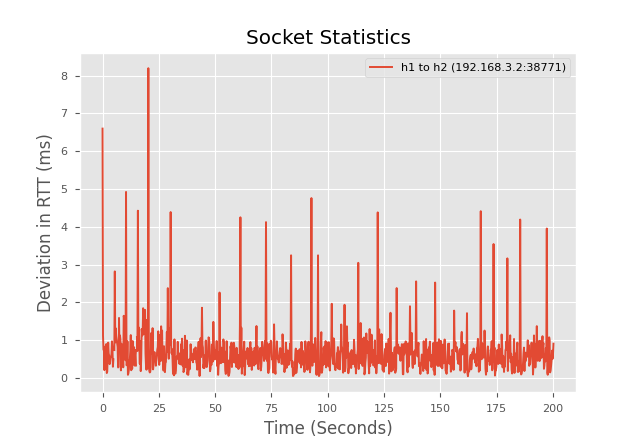 Socket Statistics
h1 to h2 (192.168.3.2:38771)
Deviation in RTT (ms)
8
7
6
5
4
3
2
1
0
0 25 50 75 100 125 150 175 200
Time (Seconds)